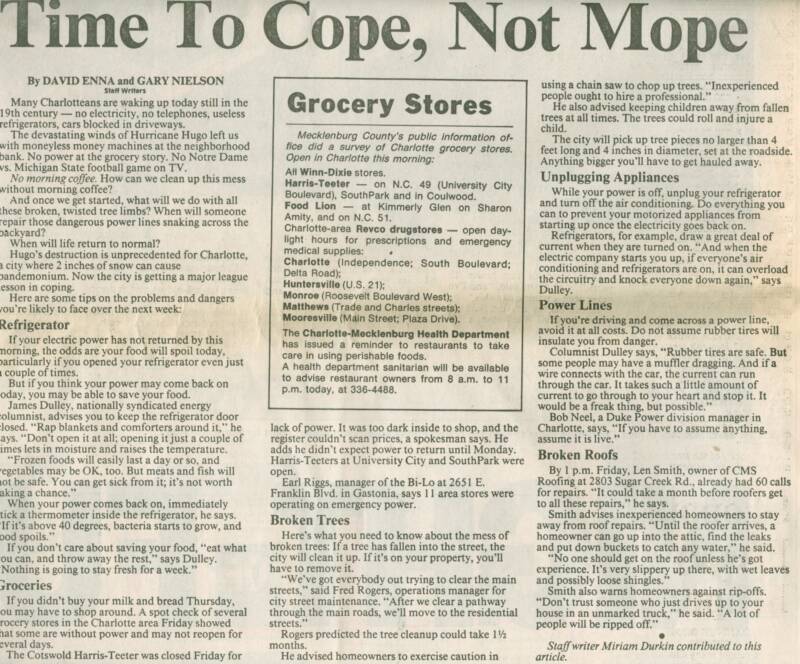 Time To Cope, Not Mope
By DAVID ENNA and GARY NIELSON
Staff Writers
Many Charlotteans are waking up today still in the
19th century — no electricity, no telephones, useless
refrigerators, cars blocked in driveways.
The devastating winds of Hurricane Hugo left us
with moneyless money machines at the neighborhood
bank. No power at the grocery story. No Notre Dame
vs. Michigan State football game on TV.
No morning coffee. How can we clean up this mess
without morning coffee?
And once we get started, what will we do with all
these broken, twisted tree limbs? When will someone
repair those dangerous power lines snaking across the
backyard?
When will life return to normal?
Hugo's destruction is unprecedented for Charlotte,
a city where 2 inches of snow can cause
pandemonium. Now the city is getting a major league
lesson in coping.
Here are some tips on the problems and dangers
you're likely to face over the next week:
Refrigerator
If your electric power has not returned by this
morning, the odds are your food will spoil today,
particularly if you opened your refrigerator even just
a couple of times.
But if you think your power may come back on
today, you may be able to save your food.
James Dulley, nationally syndicated energy
columnist, advises you to keep the refrigerator door
closed. "Rap blankets and comforters around it," he
says. "Don't open it at all; opening it just a couple of
times lets in moisture and raises the temperature.
"Frozen foods will easily last a day or so, and
vegetables may be OK, too. But meats and fish will
not be safe. You can get sick from it; it's not worth
taking a chance."
When your power comes back on, immediately
stick a thermometer inside the refrigerator, he says.
"If it's above 40 degrees, bacteria starts to grow, and
food spoils."
If you don't care about saving your food, "eat what
you can, and throw away the rest," says Dulley.
"Nothing is going to stay fresh for a week."
Groceries
If you didn't buy your milk and bread Thursday,
you may have to shop around. A spot check of several
grocery stores in the Charlotte area Friday showed
that some are without power and may not reopen for
several days.
The Cotswold Harris-Teeter was closed Friday for
Grocery Stores
Mecklenburg County's public information of-
fice did a survey of Charlotte grocery stores.
Open in Charlotte this morning:
All Winn-Dixie stores.
Harris-Teeter — on N.C. 49 (University City
Boulevard), SouthPark and in Coulwood.
Food Lion — at Kimmerly Glen on Sharon
Amity, and on N.C. 51.
Charlotte-area Revco drugstores — open day-
light hours for prescriptions and emergency
medical supplies:
Charlotte (Independence; South Boulevard;
Delta Road);
Huntersville (U.S. 21);
Monroe (Roosevelt Boulevard West);
Matthews (Trade and Charles streets);
Mooresville (Main Street; Plaza Drive).
The Charlotte-Mecklenburg Health Department
has issued a reminder to restaurants to take
care in using perishable foods.
A health department sanitarian will be available
to advise restaurant owners from 8 a.m. to 11
p.m. today, at 336-4488.
lack of power. It was too dark inside to shop, and the
register couldn't scan prices, a spokesman says. He
adds he didn't expect power to return until Monday.
Harris-Teeters at University City and SouthPark were
open.
Earl Riggs, manager of the Bi-Lo at 2651 E.
Franklin Blvd. in Gastonia, says 11 area stores were
operating on emergency power.
Broken Trees
Here's what you need to know about the mess of
broken trees: If a tree has fallen into the street, the
city will clean it up. If it's on your property, you'll
have to remove it.
"We've got everybody out trying to clear the main
streets," said Fred Rogers, operations manager for
city street maintenance. "After we clear a pathway
through the main roads, we'll move to the residential
streets."
Rogers predicted the tree cleanup could take 1½
months.
He advised homeowners to exercise caution in
using a chain saw to chop up trees. "Inexperienced
people ought to hire a professional."
He also advised keeping children away from fallen
trees at all times. The trees could roll and injure a
child.
The city will pick up tree pieces no larger than 4
feet long and 4 inches in diameter, set at the roadside.
Anything bigger you'll have to get hauled away.
Unplugging Appliances
While your power is off, unplug your refrigerator
and turn off the air conditioning. Do everything you
can to prevent your motorized appliances from
starting up once the electricity goes back on.
Refrigerators, for example, draw a great deal of
current when they are turned on. "And when the
electric company starts you up, if everyone's air
conditioning and refrigerators are on, it can overload
the circuitry and knock everyone down again," says
Dulley.
Power Lines
If you're driving and come across a power line,
avoid it at all costs. Do not assume rubber tires will
insulate you from danger.
Columnist Dulley says, "Rubber tires are safe. But
some people may have a muffler dragging. And if a
wire connects with the car, the current can run
through the car. It takes such a little amount of
current to go through to your heart and stop it. It
would be a freak thing, but possible."
Bob Neel, a Duke Power division manager in
Charlotte, says, "If you have to assume anything,
assume it is live."
Broken Roofs
By 1 p.m. Friday, Len Smith, owner of CMS
Roofing at 2803 Sugar Creek Rd., already had 60 calls
for repairs. "It could take a month before roofers get
to all these repairs," he says.
Smith advises inexperienced homeowners to stay
away from roof repairs. "Until the roofer arrives, a
homeowner can go up into the attic, find the leaks
and put down buckets to catch any water," he said.
"No one should get on the roof unless he's got
experience. It's very slippery up there, with wet leaves
and possibly loose shingles."
Smith also warns homeowners against rip-offs.
"Don't trust someone who just drives up to your
house in an unmarked truck," he said. "A lot of
people will be ripped off."
Staff writer Miriam Durkin contributed to this
article.